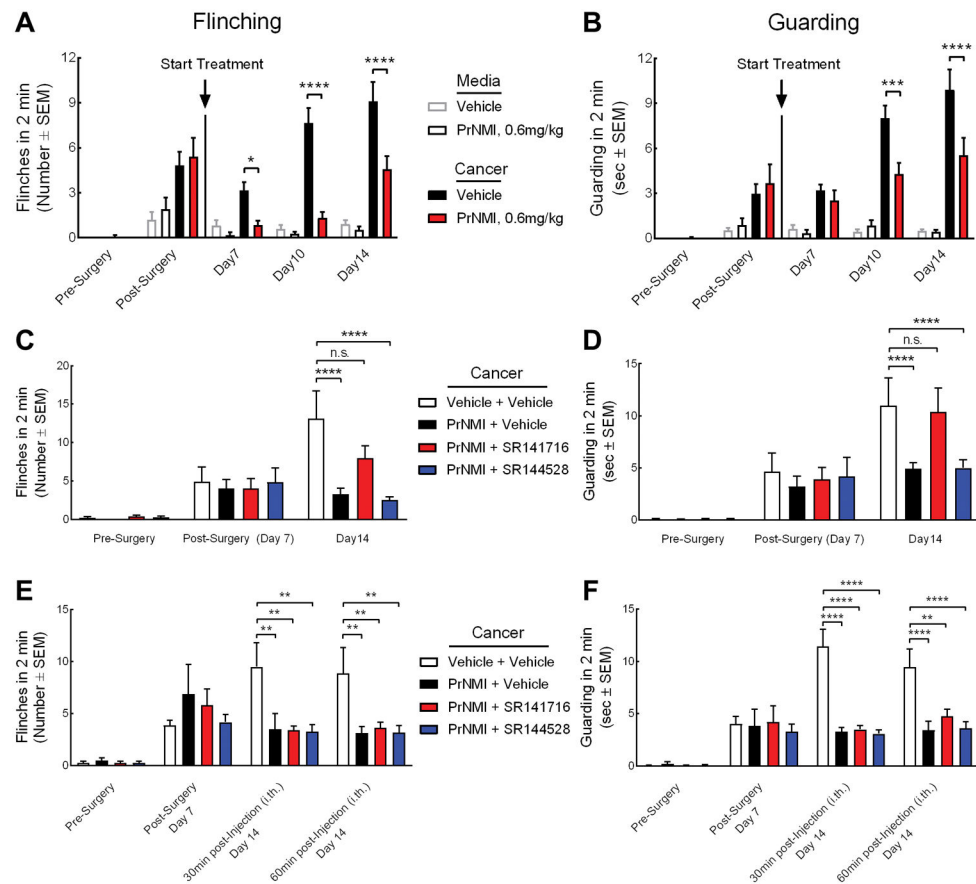 A
Flinching
Flinches in 2 min
(Number ± SEM)
12
9
6
3
0
Start Treatment
*
****
****
Pre-Surgery
Post-Surgery
Day7
Day10
Day14
Media
Vehicle
PrNMI, 0.6mg/kg
Cancer
Vehicle
PrNMI, 0.6mg/kg
B
Guarding
Guarding in 2 min
(sec ± SEM)
12
9
6
3
0
Start Treatment
***
****
Pre-Surgery
Post-Surgery
Day7
Day10
Day14
C
Flinches in 2 min
(Number ± SEM)
20
15
10
5
0
****
n.s.
****
Pre-Surgery
Post-Surgery (Day 7)
Day14
Cancer
Vehicle + Vehicle
PrNMI + Vehicle
PrNMI + SR141716
PrNMI + SR144528
D
Guarding in 2 min
(sec ± SEM)
15
10
5
0
****
n.s.
****
Pre-Surgery
Post-Surgery (Day 7)
Day14
E
Flinches in 2 min
(Number ± SEM)
15
10
5
0
**
**
**
**
**
**
Pre-Surgery
Post-Surgery
Day 7
30min post-Injection (i.th.)
Day 14
60min post-Injection (i.th.)
Day 14
Cancer
Vehicle + Vehicle
PrNMI + Vehicle
PrNMI + SR141716
PrNMI + SR144528
F
Guarding in 2 min
(sec ± SEM)
15
10
5
0
****
****
****
****
**
****
Pre-Surgery
Post-Surgery
Day 7
30min post-Injection (i.th.)
Day 14
60min post-Injection (i.th.)
Day 14